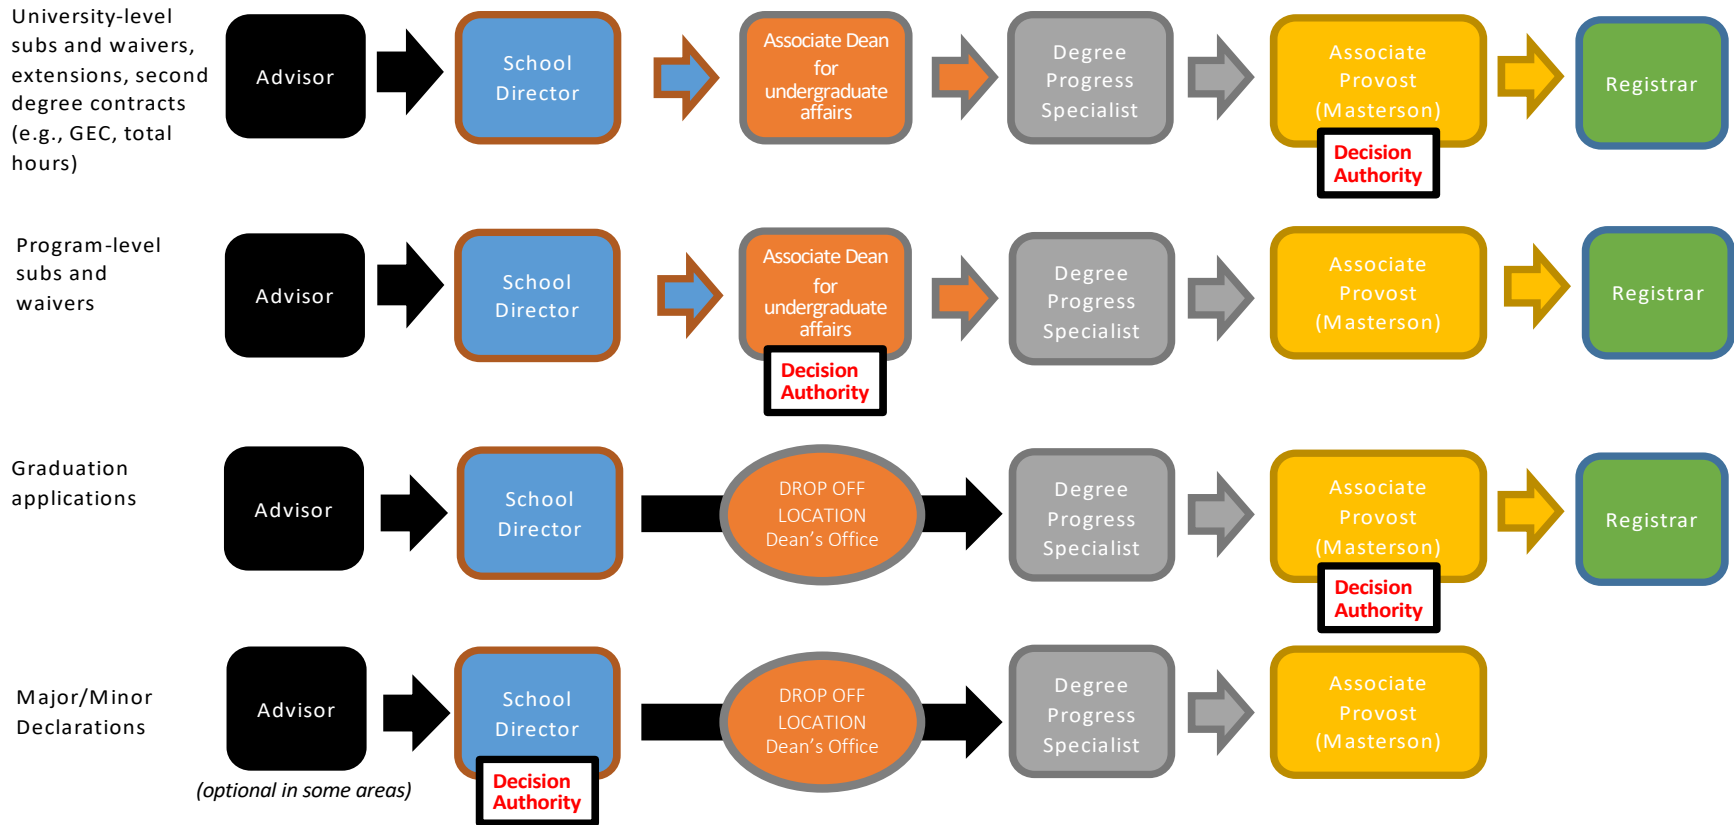 University-level
subs and waivers,
extensions, second
degree contracts
(e.g., GEC, total
hours)
Advisor
School
Director
Associate Dean
for
undergraduate
affairs
Degree
Progress
Specialist
Associate
Provost
(Masterson)
Decision
Authority
Registrar
Program-level
subs and
waivers
Advisor
School
Director
Associate Dean
for
undergraduate
affairs
Decision
Authority
Degree
Progress
Specialist
Associate
Provost
(Masterson)
Registrar
Graduation
applications
Advisor
School
Director
DROP OFF
LOCATION
Dean’s Office
Degree
Progress
Specialist
Associate
Provost
(Masterson)
Decision
Authority
Registrar
Major/Minor
Declarations
Advisor
(optional in some areas)
School
Director
Decision
Authority
DROP OFF
LOCATION
Dean’s Office
Degree
Progress
Specialist
Associate
Provost
(Masterson)